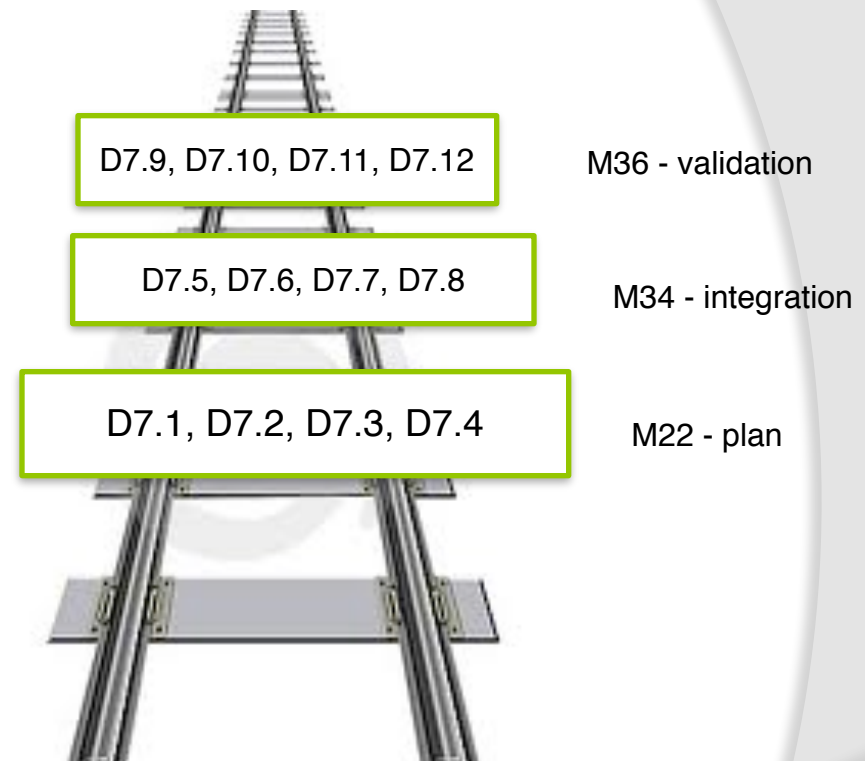 D7.9, D7.10, D7.11, D7.12
M36 - validation
D7.5, D7.6, D7.7, D7.8
M34 - integration
D7.1, D7.2, D7.3, D7.4
M22 - plan